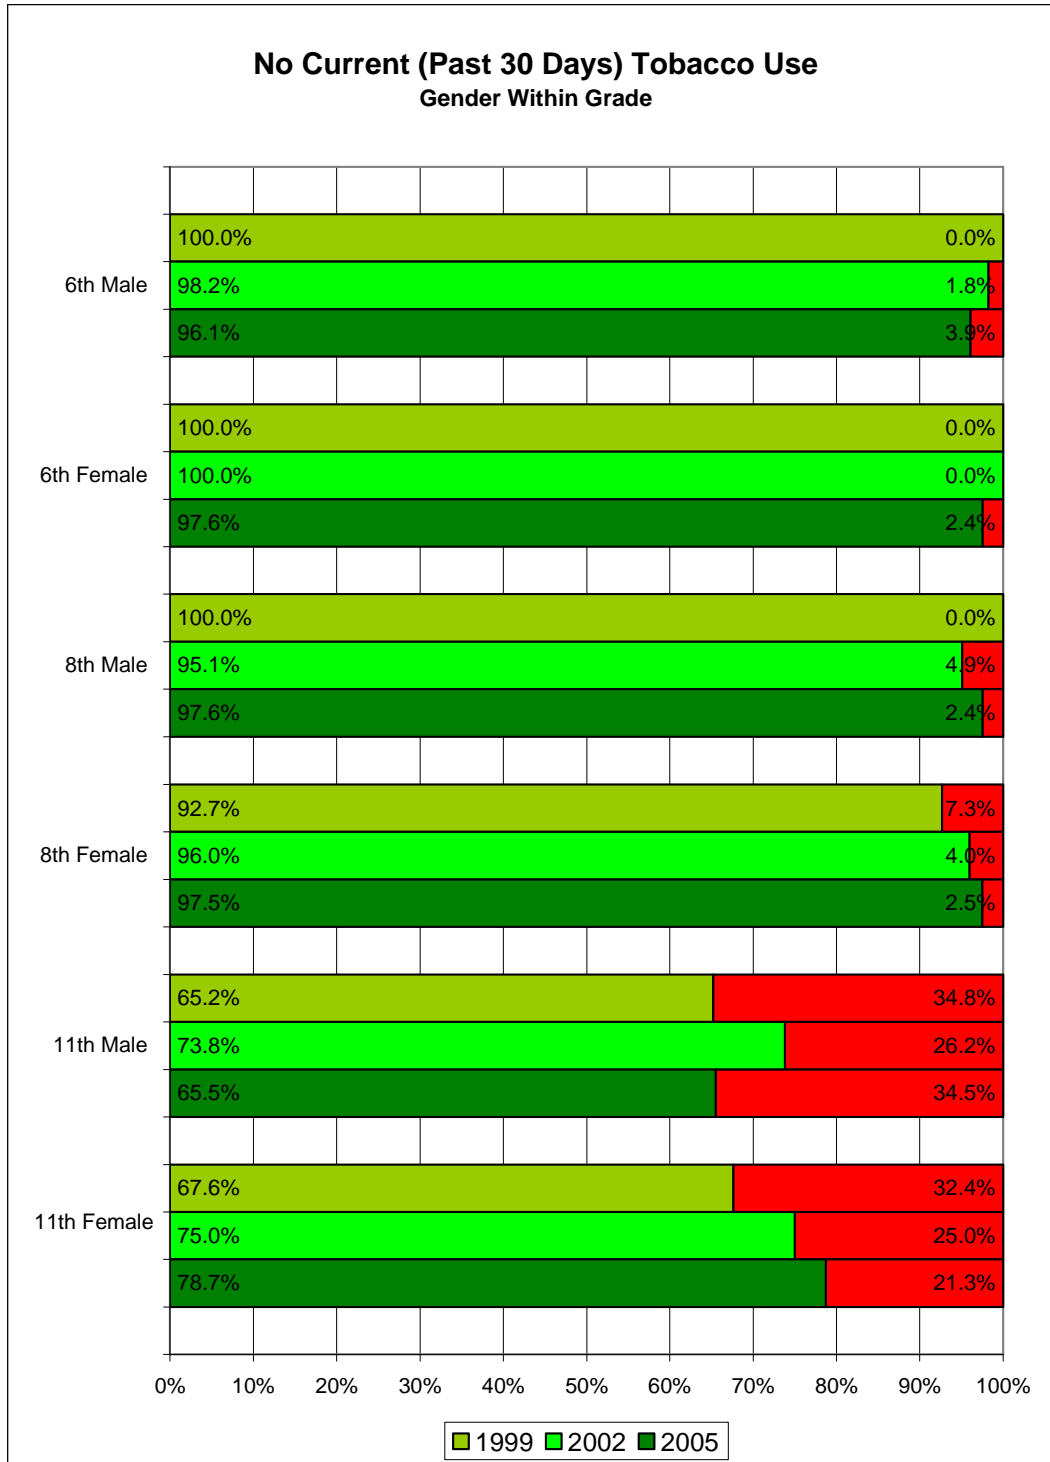 No Current (Past 30 Days) Tobacco Use
Gender Within Grade
100.0% 0.0%
6th Male 98.2% 1.8%
96.1% 3.9%
100.0% 0.0%
6th Female 100.0% 0.0%
97.6% 2.4%
100.0% 0.0%
8th Male 95.1% 4.9%
97.6% 2.4%
92.7% 7.3%
8th Female 96.0% 4.0%
97.5% 2.5%
65.2% 34.8%
11th Male 73.8% 26.2%
65.5% 34.5%
67.6% 32.4%
11th Female 75.0% 25.0%
78.7% 21.3%
0% 10% 20% 30% 40% 50% 60% 70% 80% 90% 100%
1999 2002 2005